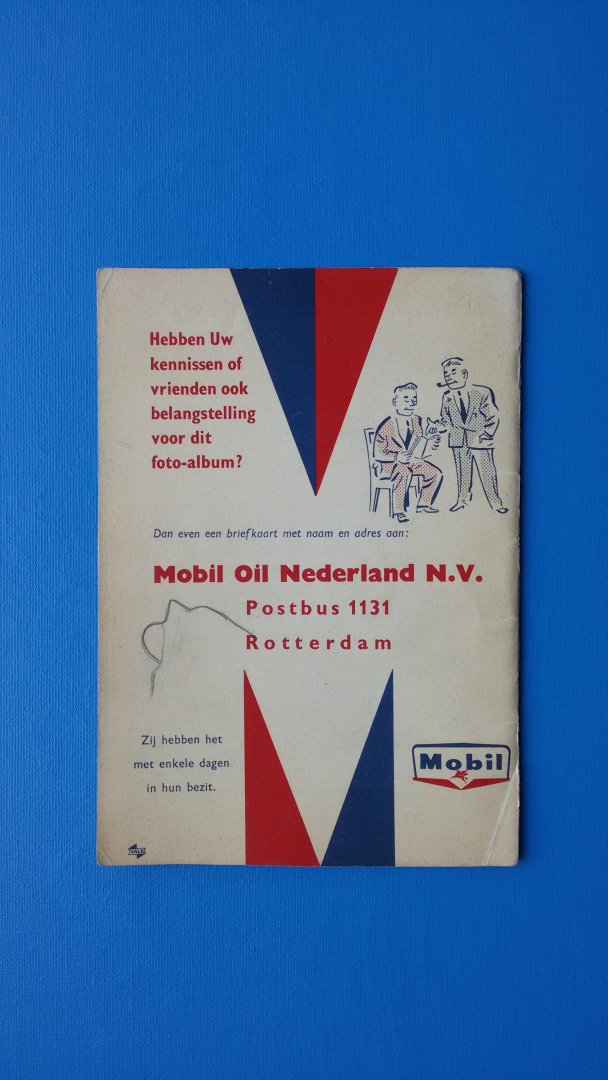 Hebben Uw
kennissen of
vrienden ook
belangstelling
voor dit
foto-album?
Dan even een briefkaart met naam en adres aan:
Mobil Oil Nederland N.V.
Postbus 1131
Rotterdam
Zij hebben het
met enkele dagen
in hun bezit.
Mobil
VALK